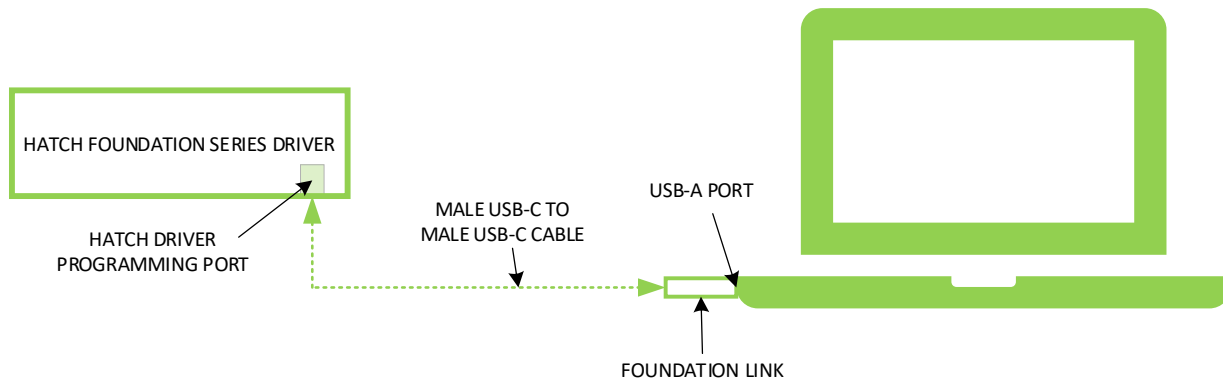 HATCH FOUNDATION SERIES DRIVER
HATCH DRIVER
PROGRAMMING PORT
MALE USB-C TO
MALE USB-C CABLE
USB-A PORT
FOUNDATION LINK